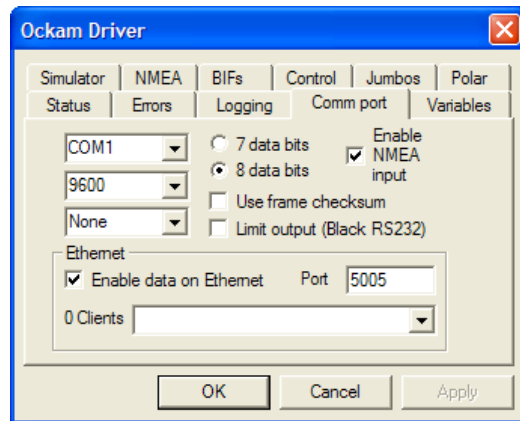 Ockam Driver
Simulator NMEA BIFs Control Jumbos Polar
Status Errors Logging Comm port Variables
COM1
7 data bits
Enable
NMEA
input
9600
8 data bits
Use frame checksum
None
Limit output (Black RS232)
Ethernet
Enable data on Ethernet Port 5005
0 Clients
OK Cancel Apply